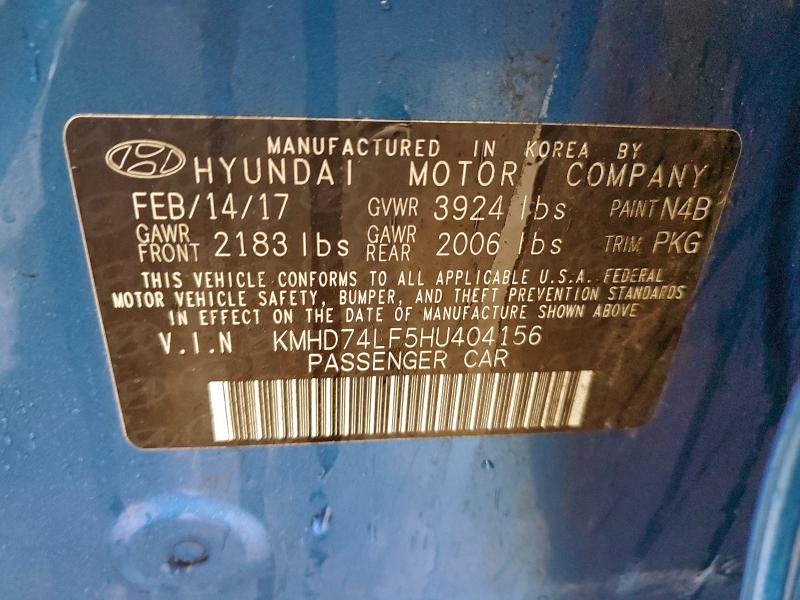 MANUFACTURED IN KOREA BY
HYUNDAI MOTOR COMPANY
FEB/14/17 GVWR 3924 lbs PAINT N4B
GAWR FRONT 2183 lbs GAWR REAR 2006 lbs TRIM PKG
THIS VEHICLE CONFORMS TO ALL APPLICABLE U.S.A. FEDERAL
MOTOR VEHICLE SAFETY, BUMPER, AND THEFT PREVENTION STANDARDS
IN EFFECT ON THE DATE OF MANUFACTURE SHOWN ABOVE
V.I.N KMHD74LF5HU404156
PASSENGER CAR